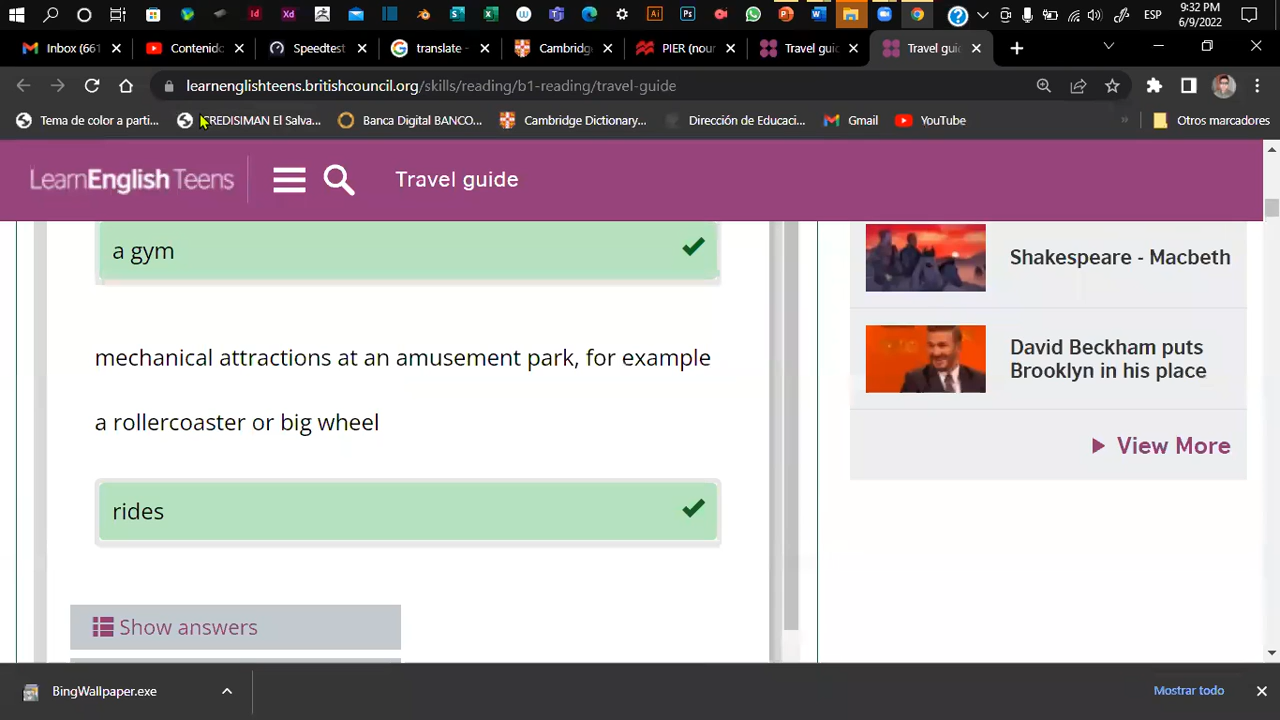 9:32 PM
ESP
6/9/2022
Inbox (661
Contenido
Speedtest
translate -
Cambridg
PIER (nour
Travel guid
Travel guid
learnenglishteens.britishcouncil.org/skills/reading/b1-reading/travel-guide
Tema de color a parti...
CREDISIMAN El Salva...
Banca Digital BANCO...
Cambridge Dictionary...
Dirección de Educaci...
Gmail
YouTube
Otros marcadores
LearnEnglish Teens
Travel guide
a gym
mechanical attractions at an amusement park, for example
a rollercoaster or big wheel
rides
Show answers
Shakespeare - Macbeth
David Beckham puts
Brooklyn in his place
View More
BingWallpaper.exe
Mostrar todo